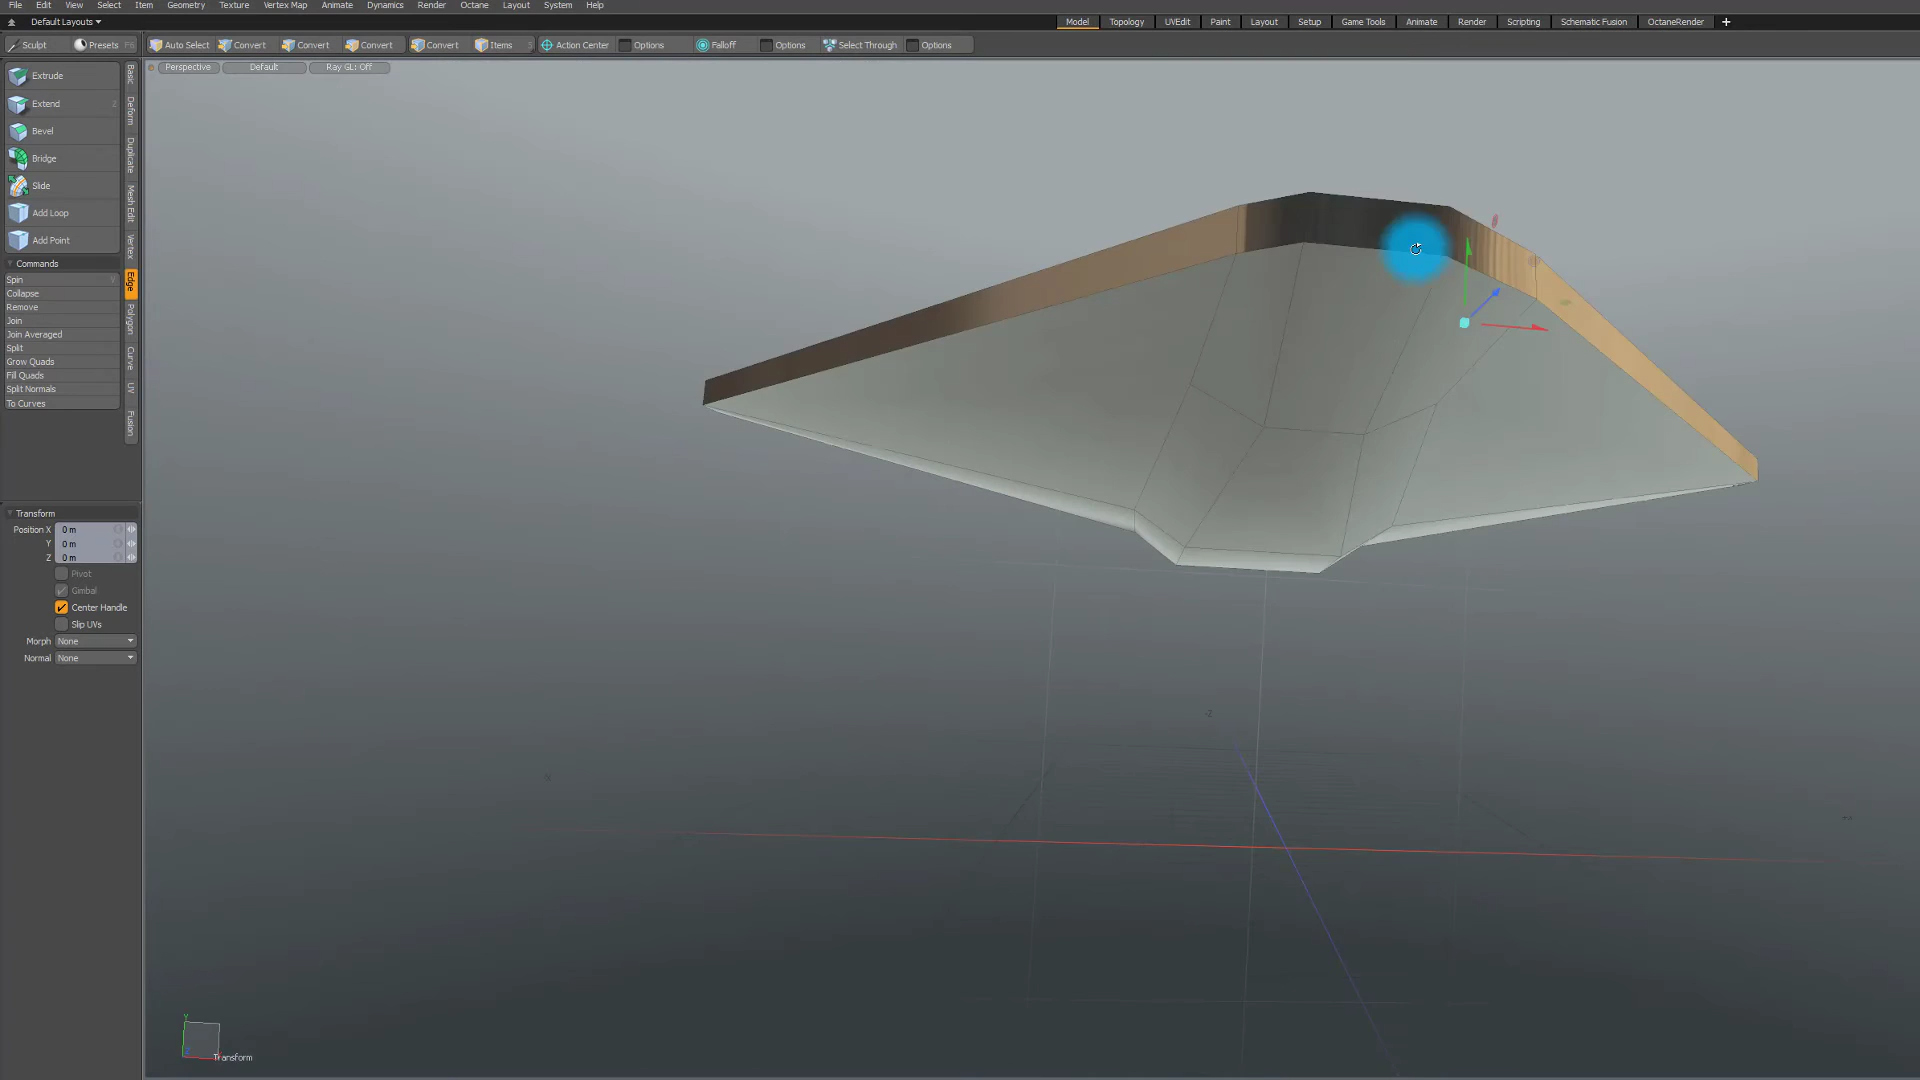 File Edit View Select Item Geometry Texture Vertex Map Animate Dynamics Render Octane Layout System Help
Default Layouts Model Topology UVEdit Paint Layout Setup Game Tools Animate Render Scripting Schematic Fusion OctaneRender
Sculpt Presets F6 Auto Select Convert Convert Convert Convert Items Action Center Options Falloff Options Select Through Options
Perspective Default Ray GL: Off
Extrude
Extend Z
Bevel
Bridge
Slide
Add Loop
Add Point
Basic
Deform
Duplicate
Mesh Edit
Vertex
Edge
Polygon
Curve
UV
Fusion
Commands
Spin
Collapse
Remove
Join
Join Averaged
Split
Grow Quads
Fill Quads
Split Normals
To Curves
Transform
Position X 0 m
Y 0 m
Z 0 m
Pivot
Gimbal
Center Handle
Slip UVs
Morph None
Normal None
-Z
Y
Z
Transform